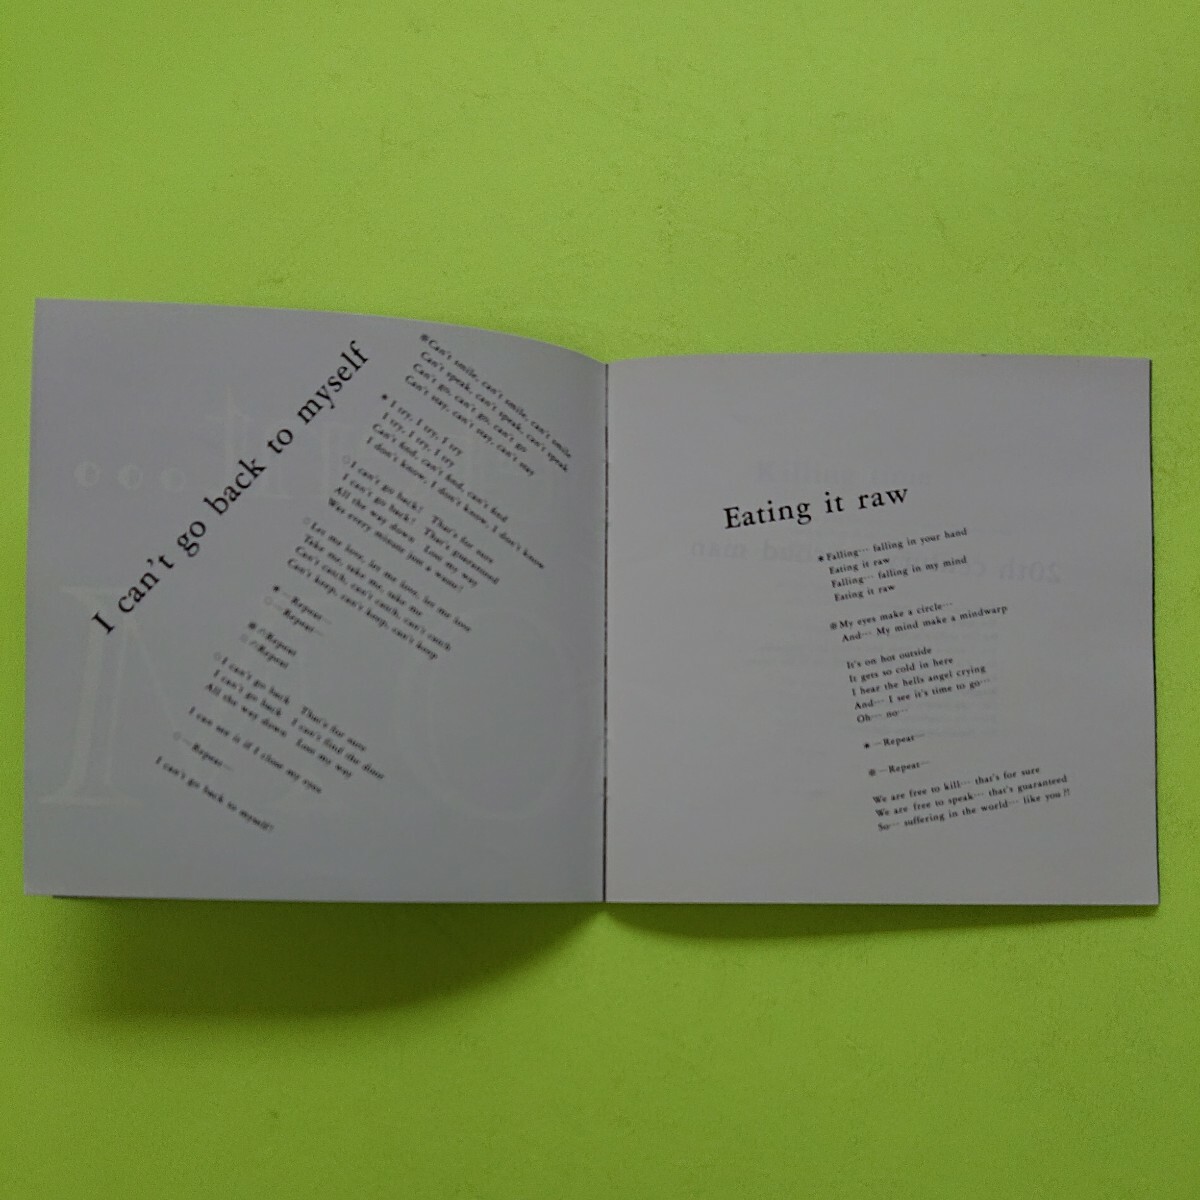 I can't go back to myself
※Can't smile, can't smile, can't smile
Can't speak, can't speak, can't speak
Can't go, can't go, can't go
Can't stay, can't stay, can't stay
★I try, I try, I try
I try, I try, I try
Can't find, can't find, can't find
I don't know, I don't know, I don't know
○I can't go back! That's for sure
I can't go back! That's guaranteed
All the way down Lost my way
Was every minute just a waste!
○Let me love, let me love, let me love
Take me, take me, take me
Can't catch, can't catch, can't catch
Can't keep, can't keep, can't keep
★—Repeat—
○—Repeat—
※ Repeat
○ Repeat
○I can't go back That's for sure
I can't go back I can't find the door
All the way down Lost my way
I can see it if I close my eyes
○—Repeat—
I can't go back to myself!
Eating it raw
★Falling… falling in your hand
Eating it raw
Falling… falling in my mind
Eating it raw
※My eyes make a circle…
And… My mind make a mindwarp
It's on hot outside
It gets so cold in here
I hear the hells angel crying
And… I see it's time to go…
Oh… no…
★—Repeat—
※—Repeat—
We are free to kill… that's for sure
We are free to speak… that's guaranteed
So… suffering in the world… like you?!